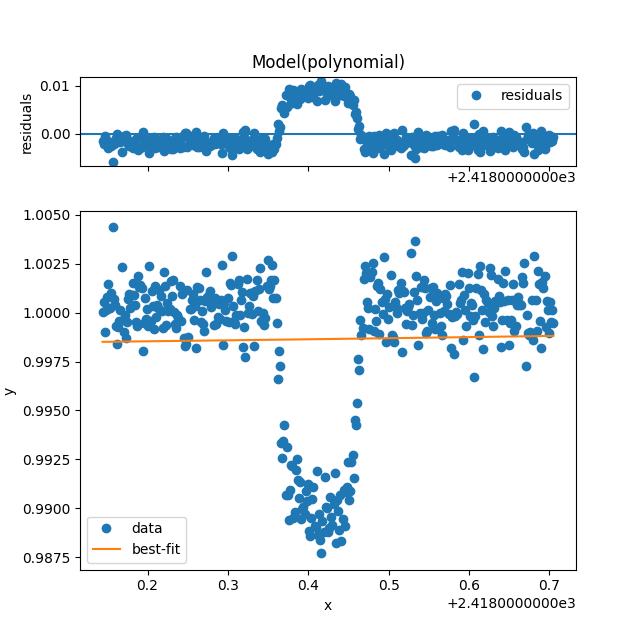 Model(polynomial)
residuals
0.01
0.00
residuals
+2.4180000000e3
y
1.0050
1.0025
1.0000
0.9975
0.9950
0.9925
0.9900
0.9875
data
best-fit
0.2 0.3 0.4 0.5 0.6 0.7
x
+2.4180000000e3